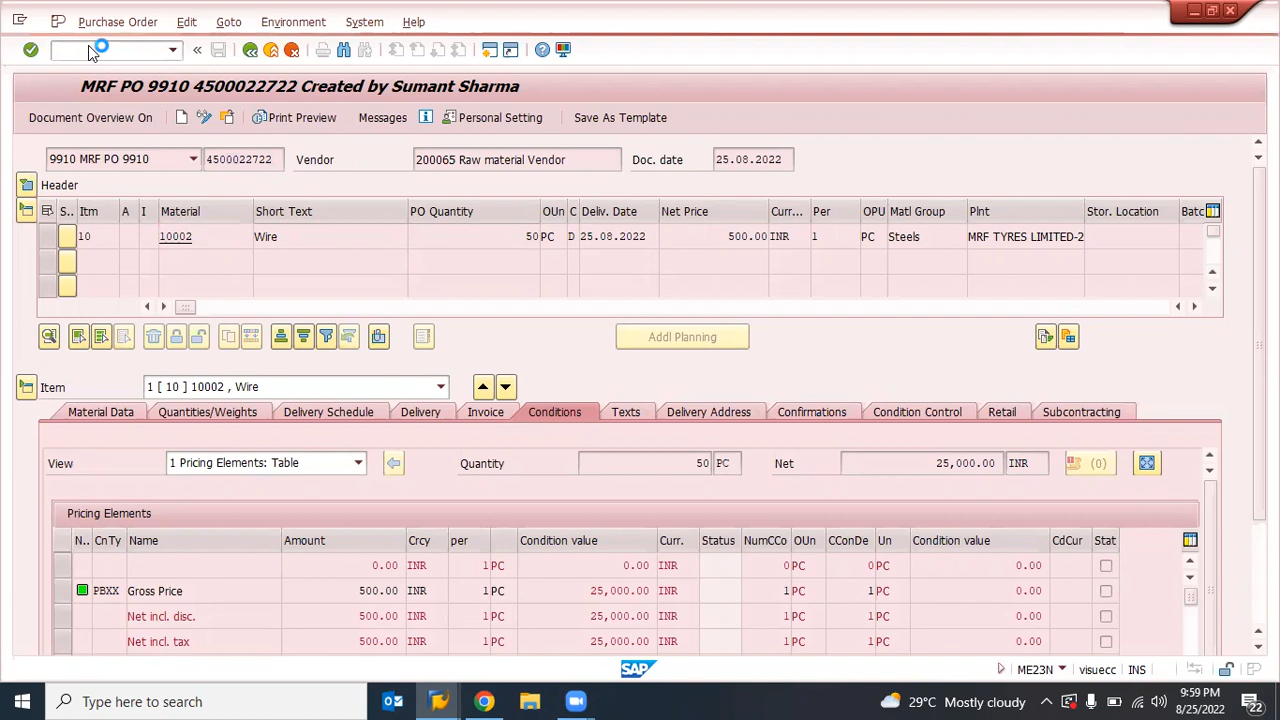 Purchase Order Edit Goto Environment System Help
MRF PO 9910 4500022722 Created by Sumant Sharma
Document Overview On Print Preview Messages Personal Setting Save As Template
9910 MRF PO 9910 4500022722 Vendor 200065 Raw material Vendor Doc. date 25.08.2022
Header
S.. Itm A I Material Short Text PO Quantity OUn C Deliv. Date Net Price Curr... Per OPU Matl Group Plnt Stor. Location Batc
10 10002 Wire 50 PC D 25.08.2022 500.00 INR 1 PC Steels MRF TYRES LIMITED-2
Addl Planning
Item 1 [ 10 ] 10002 , Wire
Material Data Quantities/Weights Delivery Schedule Delivery Invoice Conditions Texts Delivery Address Confirmations Condition Control Retail Subcontracting
View 1 Pricing Elements: Table Quantity 50 PC Net 25,000.00 INR (0)
Pricing Elements
N.. CnTy Name Amount Crcy per Condition value Curr. Status NumCCo OUn CConDe Un Condition value CdCur Stat
0.00 INR 1 PC 0.00 INR 0 PC 0 PC 0.00
PBXX Gross Price 500.00 INR 1 PC 25,000.00 INR 1 PC 1 PC 0.00
Net incl. disc. 500.00 INR 1 PC 25,000.00 INR 1 PC 1 PC 0.00
Net incl. tax 500.00 INR 1 PC 25,000.00 INR 1 PC 1 PC 0.00
SAP ME23N visuecc INS
Type here to search 29°C Mostly cloudy 9:59 PM
8/25/2022 22